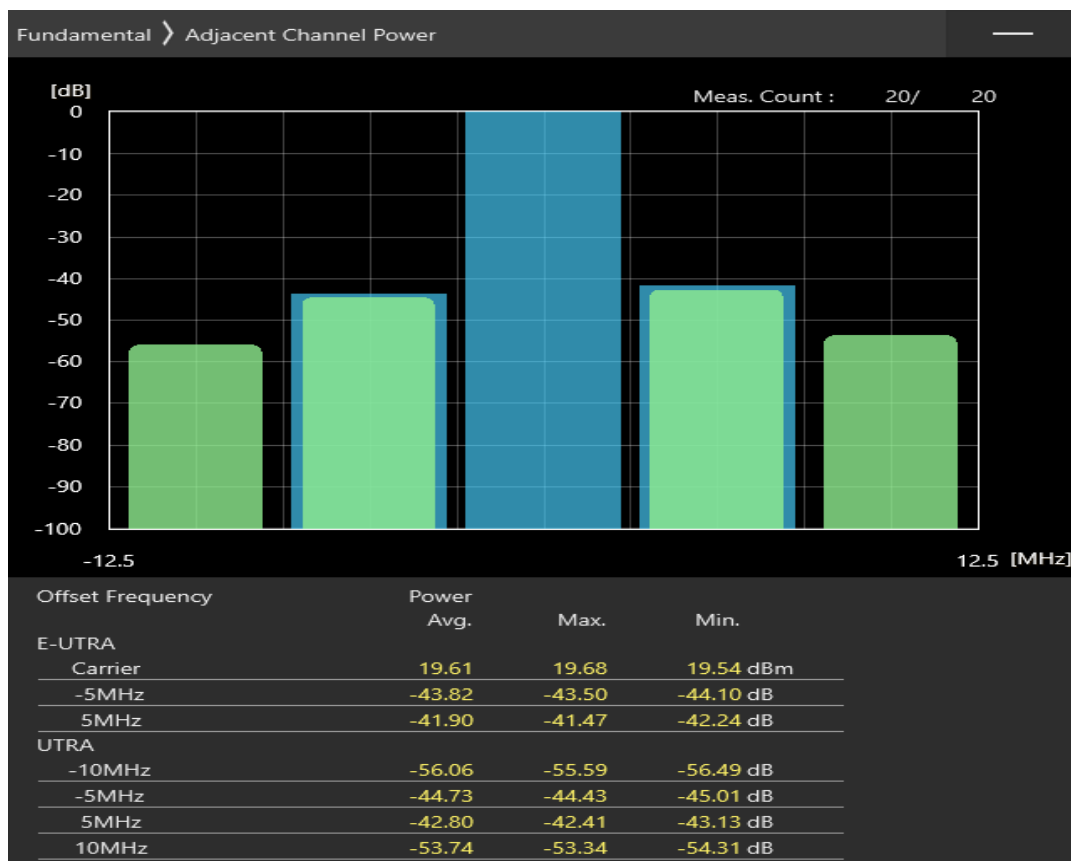 Fundamental ❯ Adjacent Channel Power
[dB]
Meas. Count : 20/ 20
0
-10
-20
-30
-40
-50
-60
-70
-80
-90
-100
-12.5 12.5 [MHz]
Offset Frequency Power
Avg. Max. Min.
E-UTRA
Carrier 19.61 19.68 19.54 dBm
-5MHz -43.82 -43.50 -44.10 dB
5MHz -41.90 -41.47 -42.24 dB
UTRA
-10MHz -56.06 -55.59 -56.49 dB
-5MHz -44.73 -44.43 -45.01 dB
5MHz -42.80 -42.41 -43.13 dB
10MHz -53.74 -53.34 -54.31 dB